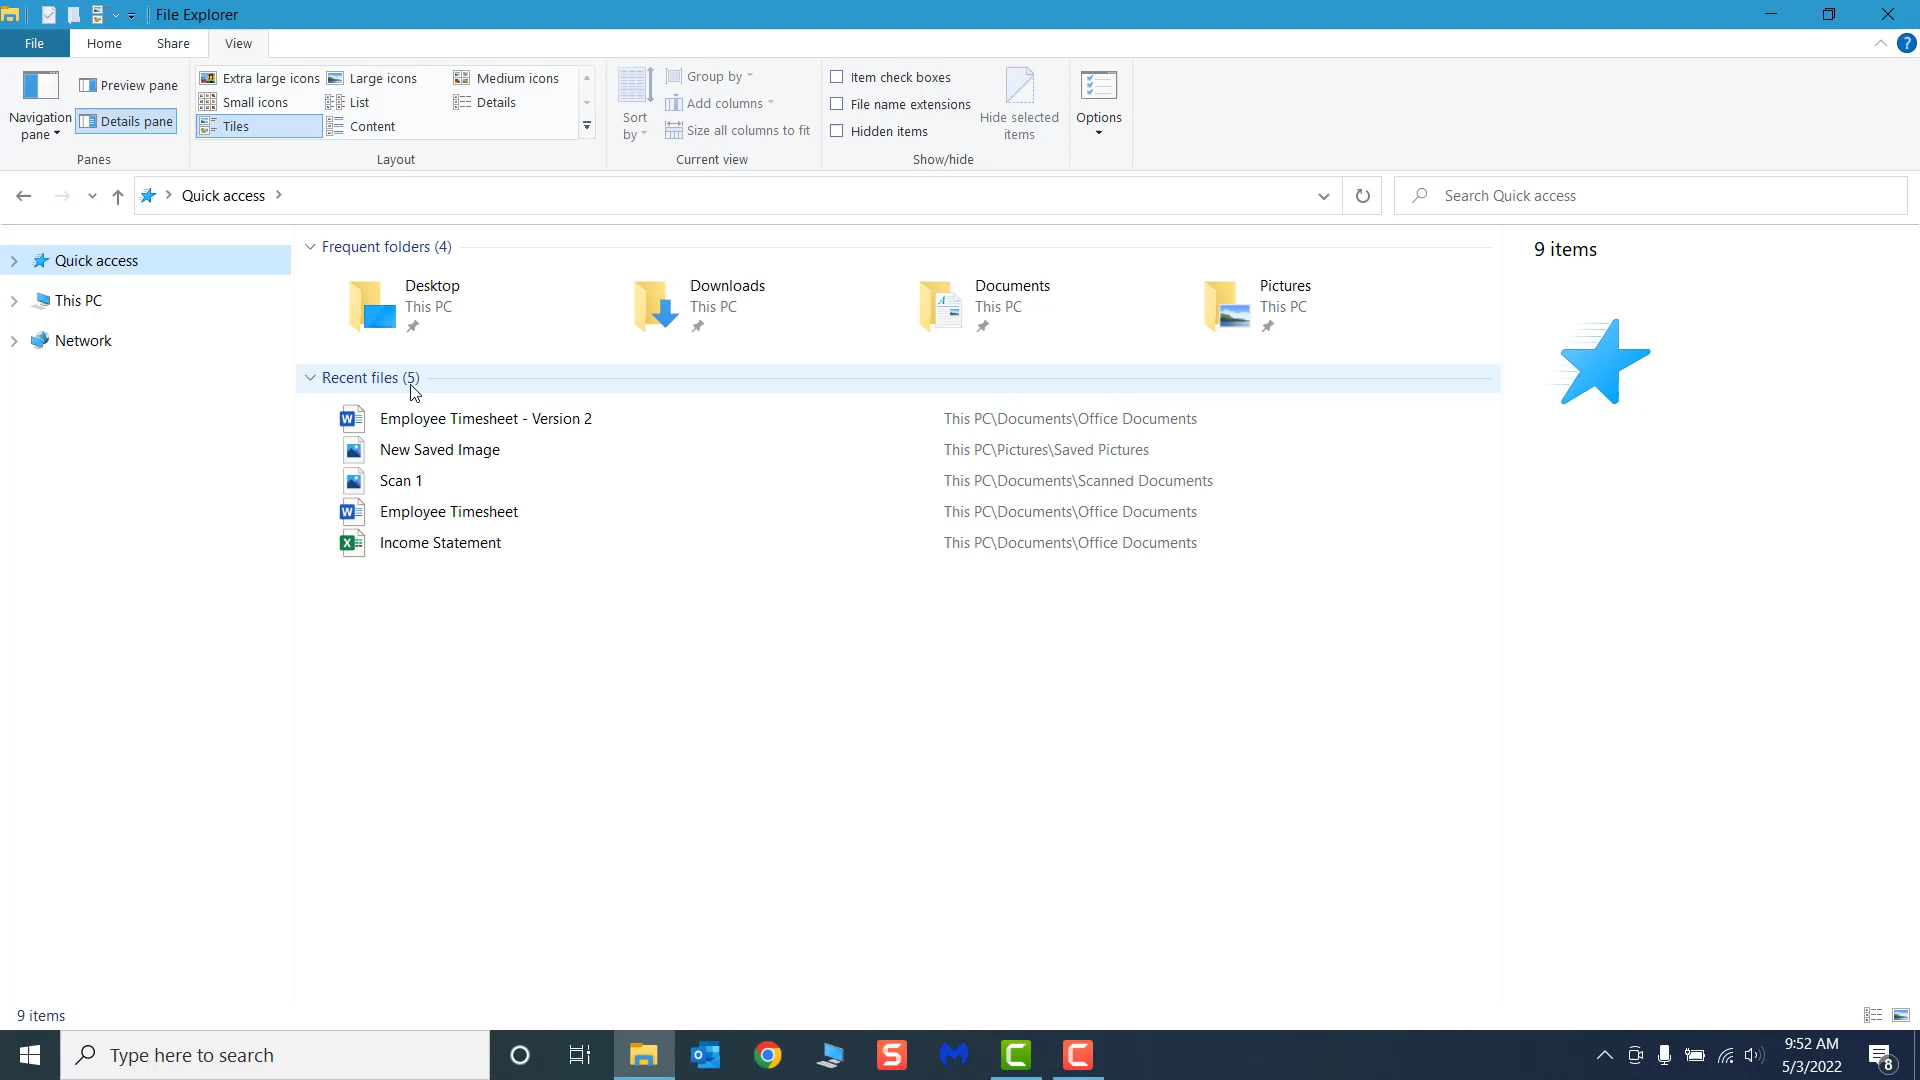 File Explorer
File Home Share View
Navigation pane
Preview pane
Details pane
Panes
Extra large icons Large icons Medium icons
Small icons List Details
Tiles Content
Layout
Sort by
Group by
Add columns
Size all columns to fit
Current view
Item check boxes
File name extensions
Hidden items
Hide selected items
Show/hide
Options
Quick access
Search Quick access
Quick access
This PC
Network
Frequent folders (4)
Desktop
This PC
Downloads
This PC
Documents
This PC
Pictures
This PC
Recent files (5)
Employee Timesheet - Version 2 This PC\Documents\Office Documents
New Saved Image This PC\Pictures\Saved Pictures
Scan 1 This PC\Documents\Scanned Documents
Employee Timesheet This PC\Documents\Office Documents
Income Statement This PC\Documents\Office Documents
9 items
9 items
Type here to search
9:52 AM
5/3/2022
8